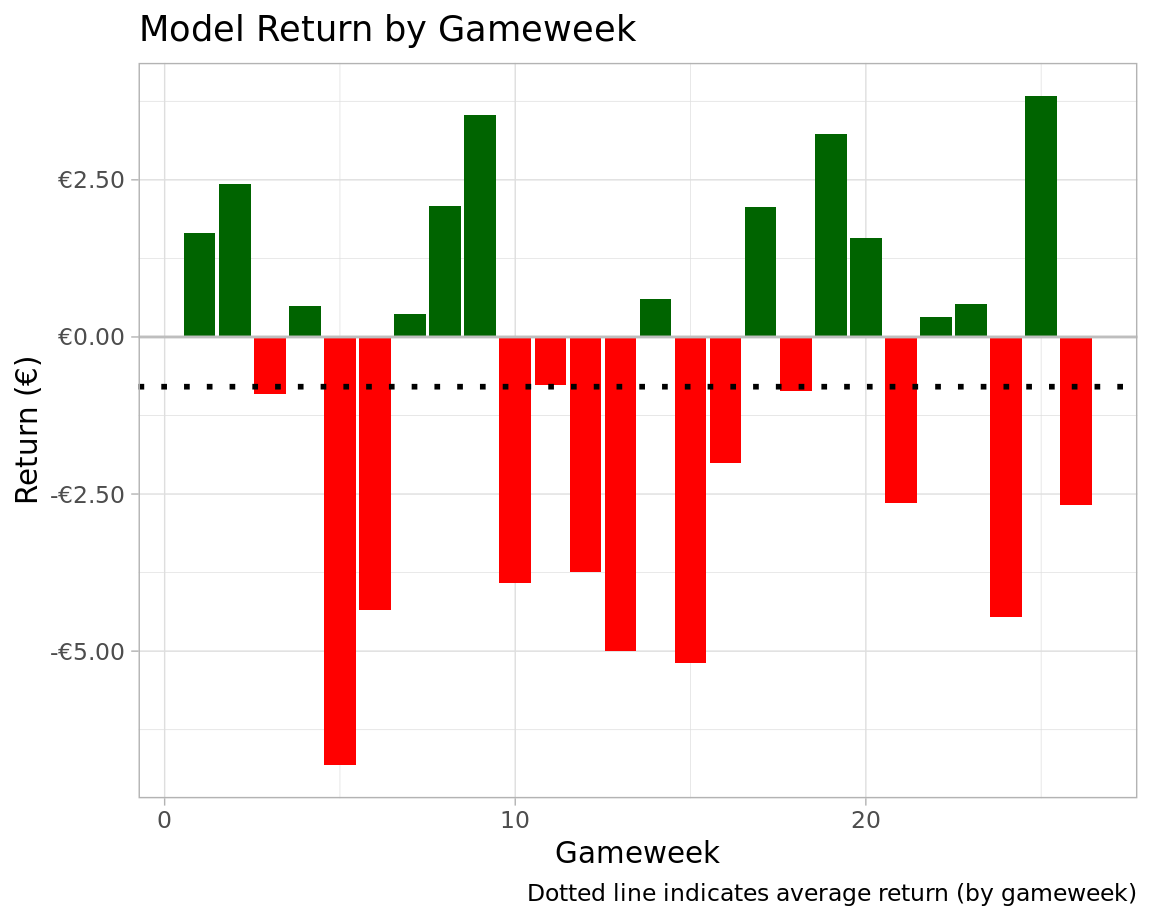 Model Return by Gameweek
Return (€)
€2.50
€0.00
-€2.50
-€5.00
0 10 20
Gameweek
Dotted line indicates average return (by gameweek)